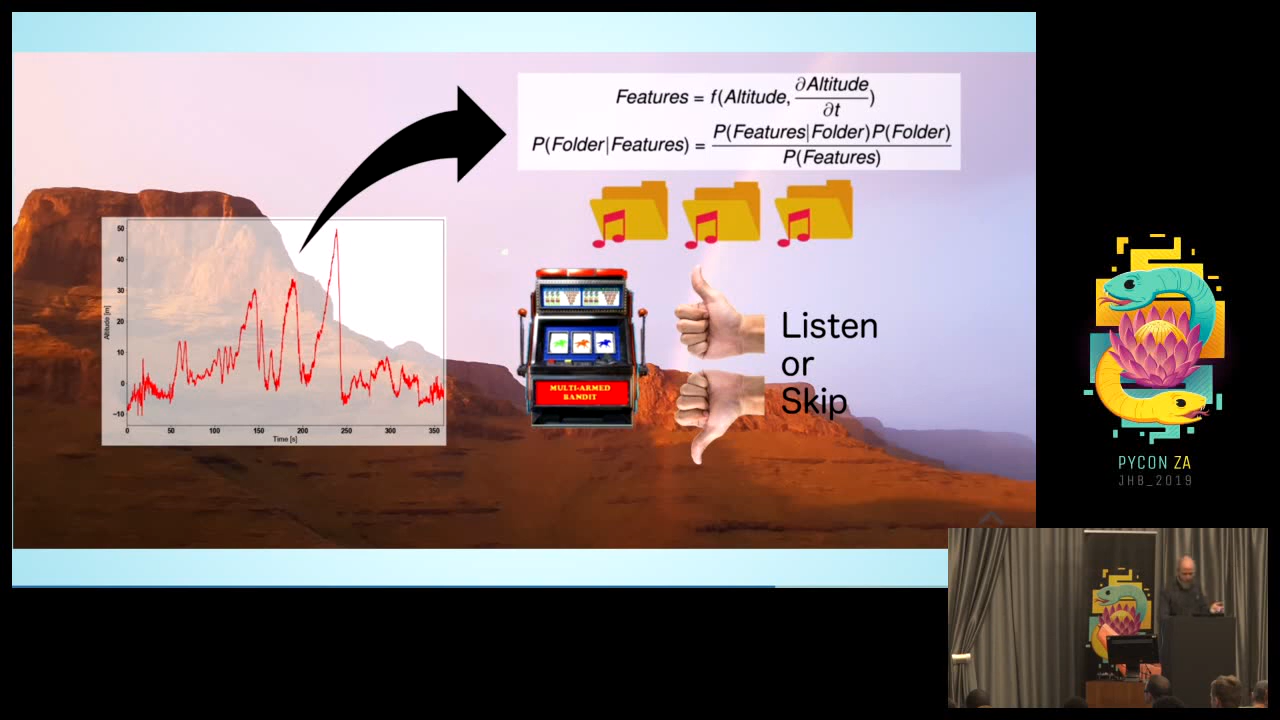 Features = f(Altitude, ∂Altitude/∂t)
P(Folder|Features) = P(Features|Folder)P(Folder)/P(Features)
50
40
30
20
10
0
−10
Altitude [m]
0 50 100 150 200 250 300 350
Time [s]
MULTI-ARMED
BANDIT
Listen
or
Skip
PYCON ZA
JHB_2019